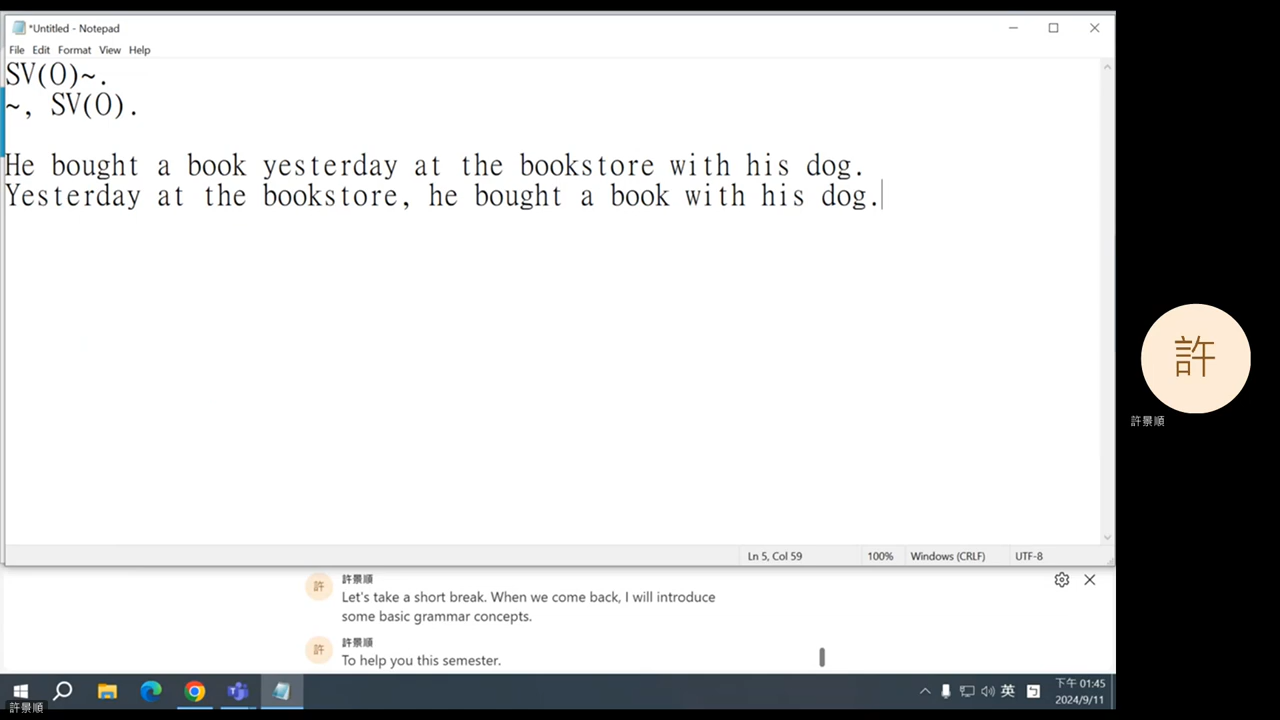 *Untitled - Notepad
File Edit Format View Help
SV(O)~.
~, SV(O).
He bought a book yesterday at the bookstore with his dog.
Yesterday at the bookstore, he bought a book with his dog.
Ln 5, Col 59
100%
Windows (CRLF)
UTF-8
許
許景順
許
許景順
Let's take a short break. When we come back, I will introduce
some basic grammar concepts.
許
許景順
To help you this semester.
英
下午 01:45
2024/9/11
許景順